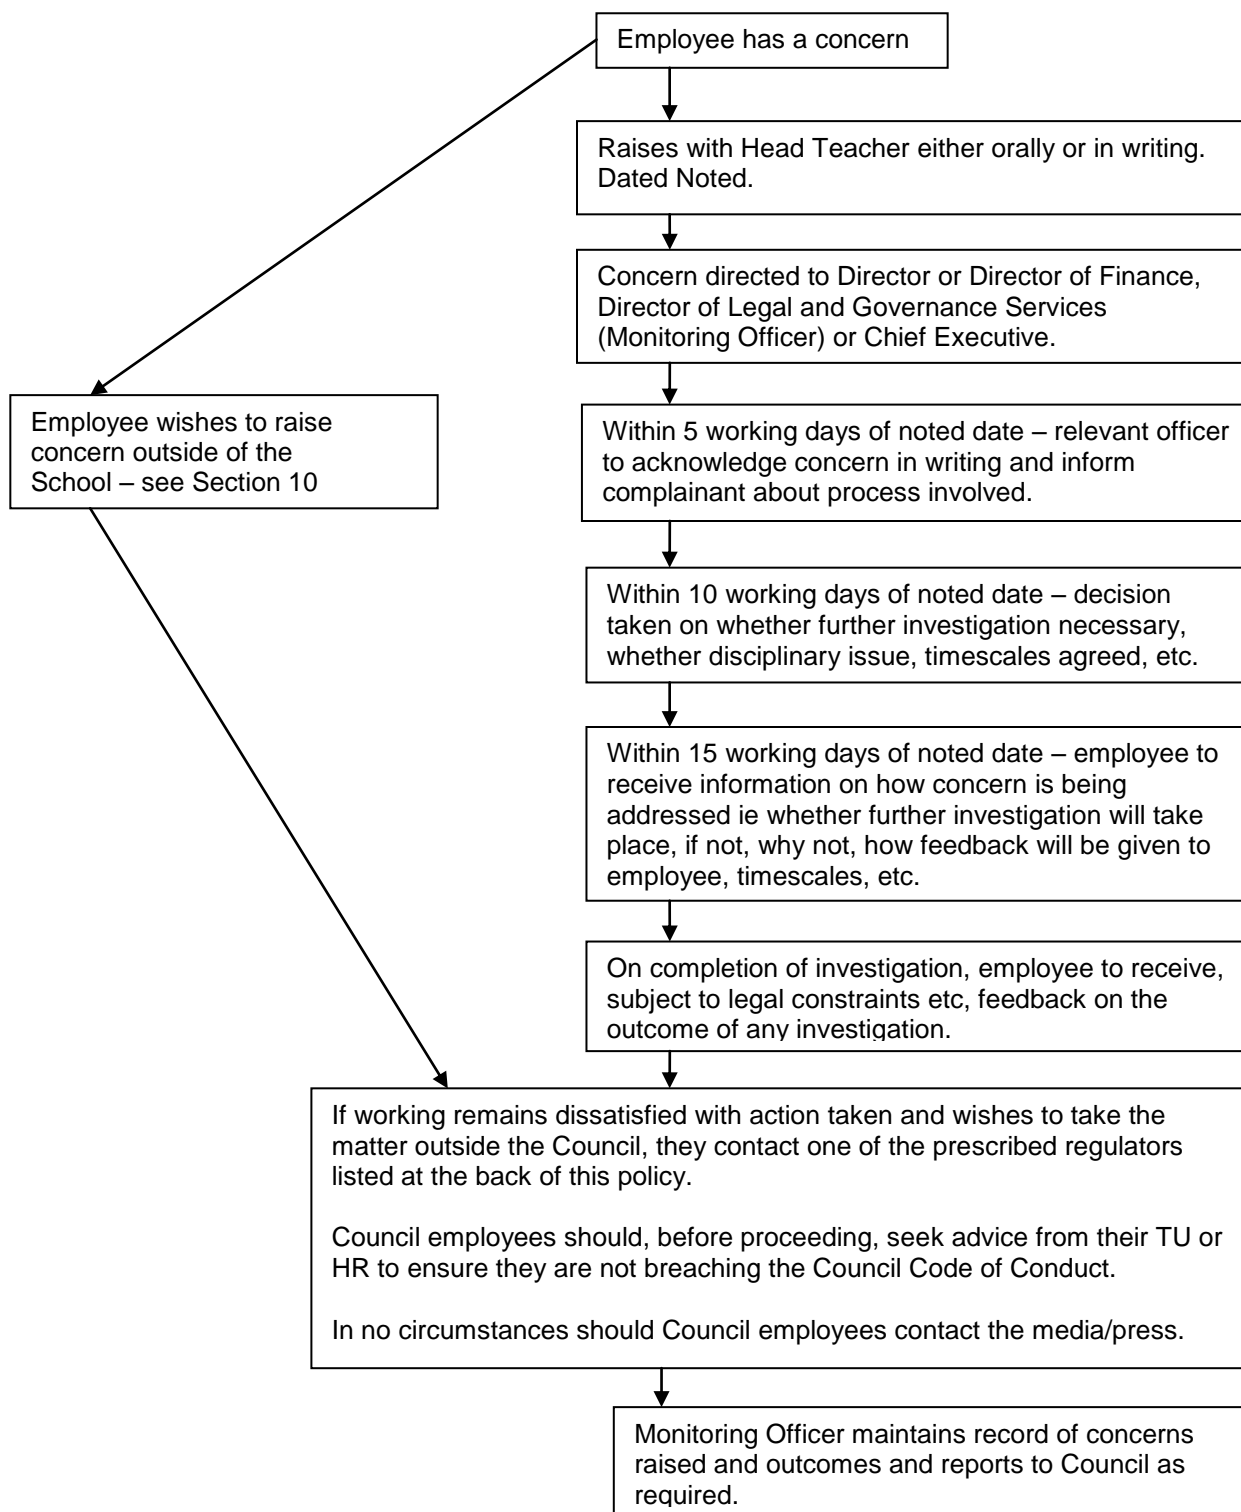 Employee has a concern
Raises with Head Teacher either orally or in writing.
Dated Noted.
Concern directed to Director or Director of Finance,
Director of Legal and Governance Services
(Monitoring Officer) or Chief Executive.
Employee wishes to raise
concern outside of the
School – see Section 10
Within 5 working days of noted date – relevant officer
to acknowledge concern in writing and inform
complainant about process involved.
Within 10 working days of noted date – decision
taken on whether further investigation necessary,
whether disciplinary issue, timescales agreed, etc.
Within 15 working days of noted date – employee to
receive information on how concern is being
addressed ie whether further investigation will take
place, if not, why not, how feedback will be given to
employee, timescales, etc.
On completion of investigation, employee to receive,
subject to legal constraints etc, feedback on the
outcome of any investigation.
If working remains dissatisfied with action taken and wishes to take the
matter outside the Council, they contact one of the prescribed regulators
listed at the back of this policy.
Council employees should, before proceeding, seek advice from their TU or
HR to ensure they are not breaching the Council Code of Conduct.
In no circumstances should Council employees contact the media/press.
Monitoring Officer maintains record of concerns
raised and outcomes and reports to Council as
required.